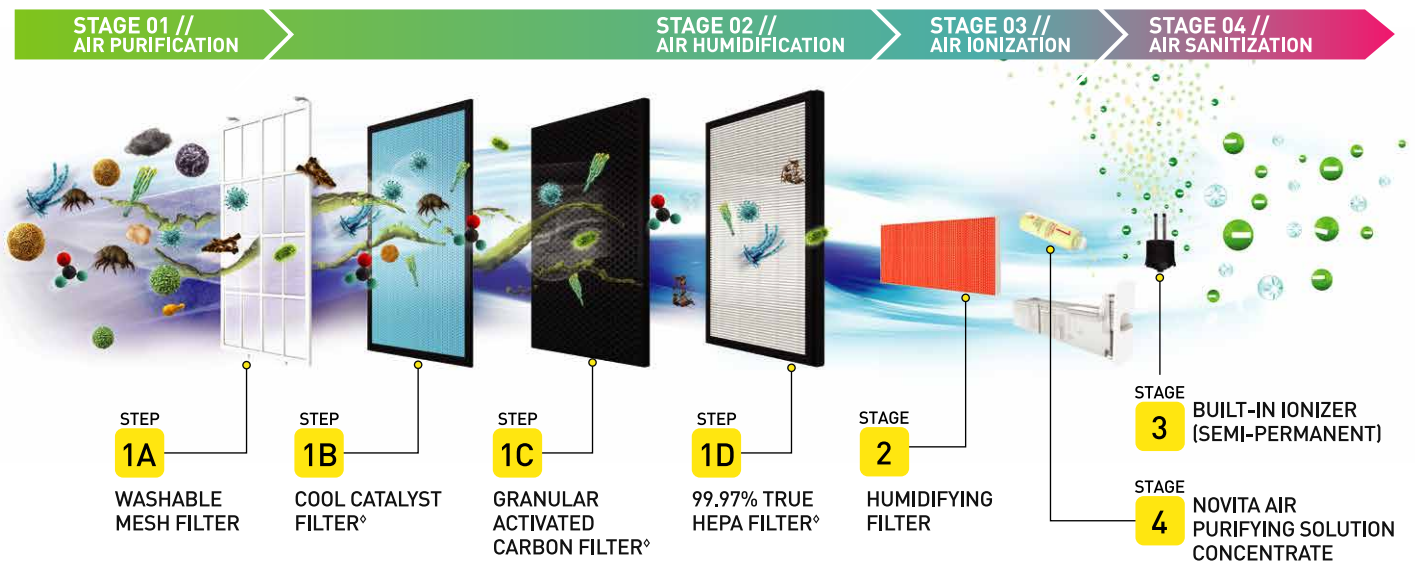 STAGE 01 //
AIR PURIFICATION
STAGE 02 //
AIR HUMIDIFICATION
STAGE 03 //
AIR IONIZATION
STAGE 04 //
AIR SANITIZATION
STEP
1A
WASHABLE
MESH FILTER
STEP
1B
COOL CATALYST
FILTER◊
STEP
1C
GRANULAR
ACTIVATED
CARBON FILTER◊
STEP
1D
99.97% TRUE
HEPA FILTER◊
STAGE
2
HUMIDIFYING
FILTER
STAGE
3
BUILT-IN IONIZER
(SEMI-PERMANENT)
STAGE
4
NOVITA AIR
PURIFYING SOLUTION
CONCENTRATE